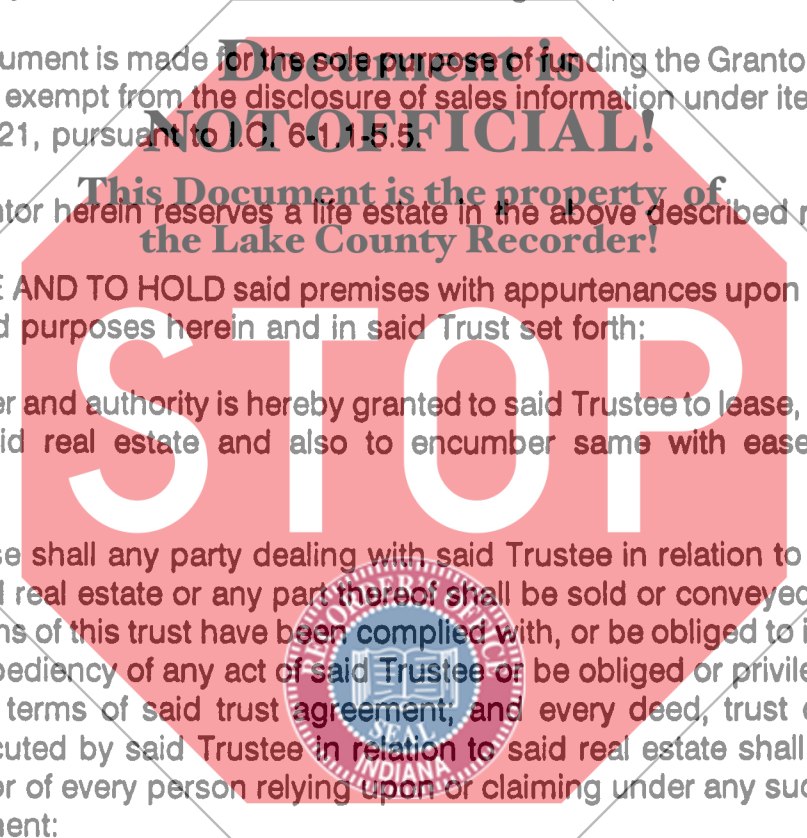 Document is
cument is made for the sole purpose of funding the Granto
exempt from the disclosure of sales information under ite
NOT OFFICIAL!
21, pursuant to I.C. 6-1.1-5.5.
This Document is the property of
ntor herein reserves a life estate in the above described r
the Lake County Recorder!
E AND TO HOLD said premises with appurtenances upon
d purposes herein and in said Trust set forth:
STOP
er and authority is hereby granted to said Trustee to lease,
id real estate and also to encumber same with ease
se shall any party dealing with said Trustee in relation to
l real estate or any part thereof shall be sold or conveyed
ns of this trust have been complied with, or be obliged to i
pediency of any act of said Trustee or be obliged or privile
terms of said trust agreement; and every deed, trust
cuted by said Trustee in relation to said real estate shall
or of every person relying upon or claiming under any suc
ment:
RECORDER'S OFFICE
SEAL
INDIANA